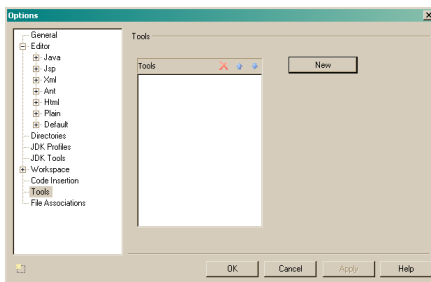 Options
General
Editor
Java
Jsp
Xml
Ant
Html
Plain
Default
Directories
JDK Profiles
JDK Tools
Workspace
Code Insertion
Tools
File Associations
Tools
Tools
New
OK
Cancel
Apply
Help